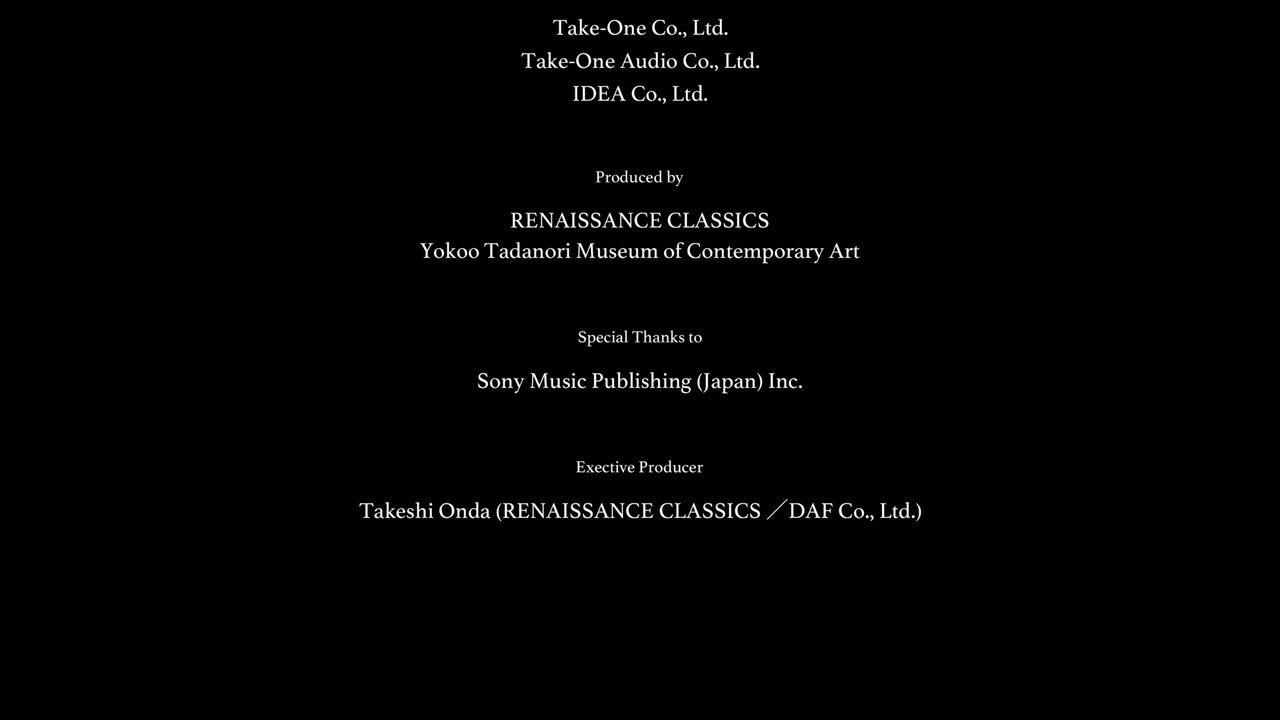 Take-One Co., Ltd.
Take-One Audio Co., Ltd.
IDEA Co., Ltd.
Produced by
RENAISSANCE CLASSICS
Yokoo Tadanori Museum of Contemporary Art
Special Thanks to
Sony Music Publishing (Japan) Inc.
Exective Producer
Takeshi Onda (RENAISSANCE CLASSICS ／DAF Co., Ltd.)